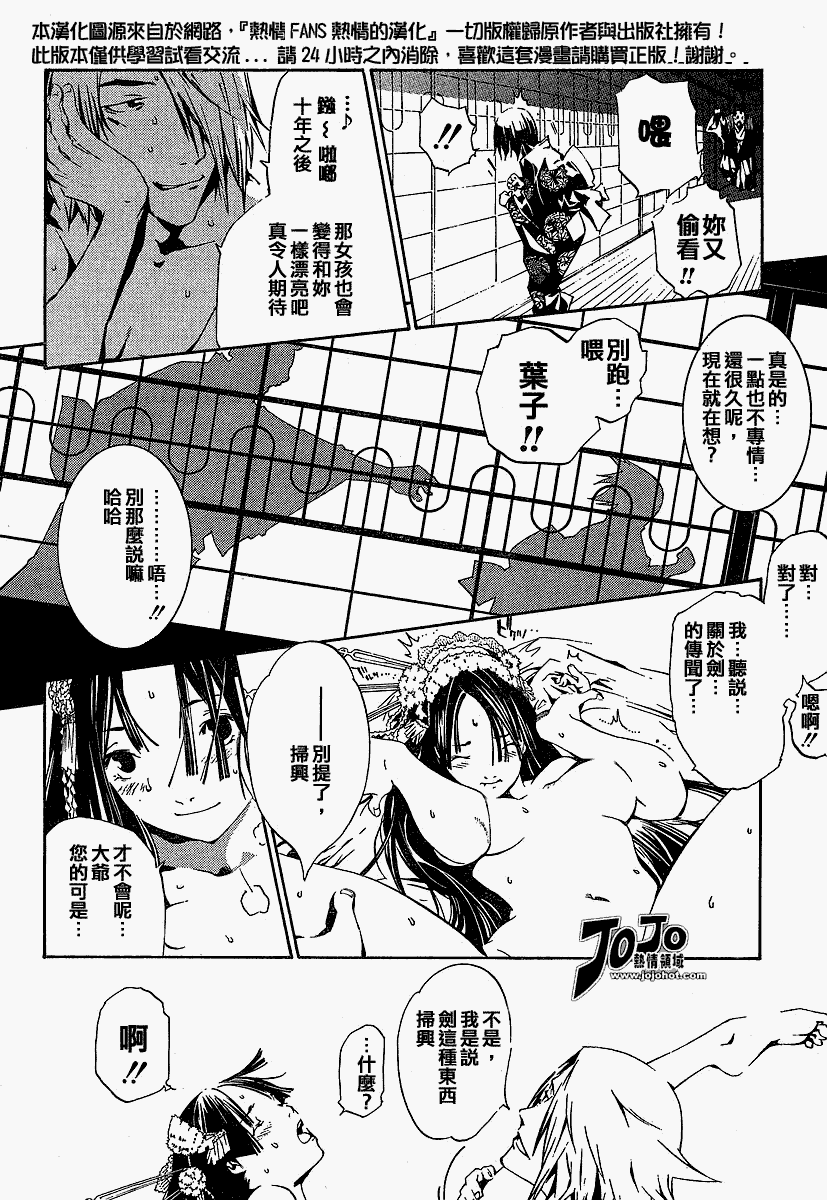 本漢化圖源來自於網路，『熱情 FANS 熱情的漢化』一切版權歸原作者與出版社擁有！
此版本僅供學習試看交流... 請 24 小時之內消除，喜歡這套漫畫請購買正版！謝謝。
喂
!!
妳又
偷看!!
…♪
鏹~啦啷
十年之後
那女孩也會
變得和妳
一樣漂亮吧
真令人期待
真是的…
一點也不專情…
還很久呢，
現在就在想?
別跑…
喂
葉子!!
…………唔…!!
別那麼說嘛
哈哈
對…
對了…
我…聽說…
關於劍…
的傳聞了…
嗯啊!!
——別提了，
掃興
才不會呢…
大爺
您的可是…
JOJO
熱情領域
www.jojohot.com
不是，
我是說
劍這種東西
掃興
…什麼?
啊!!